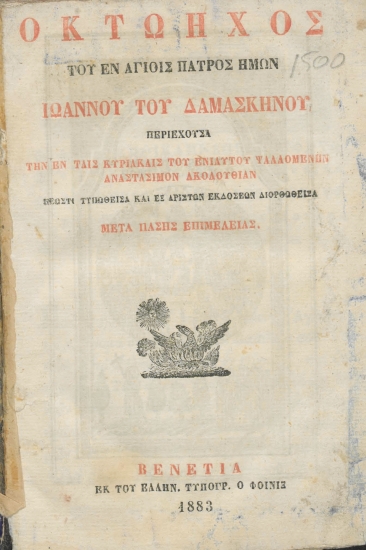 ΟΚΤΩΗΧΟΣ
ΤΟΥ ΕΝ ΑΓΙΟΙΣ ΠΑΤΡΟΣ ΗΜΩΝ
1500
ΙΩΑΝΝΟΥ ΤΟΥ ΔΑΜΑΣΚΗΝΟΥ
ΠΕΡΙΕΧΟΥΣΑ
ΤΗΝ ΕΝ ΤΑΙΣ ΚΥΡΙΑΚΑΙΣ ΤΟΥ ΕΝΙΑΥΤΟΥ ΨΑΛΛΟΜΕΝΗΝ
ΑΝΑΣΤΑΣΙΜΟΝ ΑΚΟΛΟΥΘΙΑΝ
ΝΕΩΣΤΙ ΤΥΠΩΘΕΙΣΑ ΚΑΙ ΕΞ ΑΡΙΣΤΩΝ ΕΚΔΟΣΕΩΝ ΔΙΟΡΘΩΘΕΙΣΑ
ΜΕΤΑ ΠΑΣΗΣ ΕΠΙΜΕΛΕΙΑΣ.
ΒΕΝΕΤΙΑ
ΕΚ ΤΟΥ ΕΛΛΗΝ. ΤΥΠΟΓΡ. Ο ΦΟΙΝΙΞ
1883